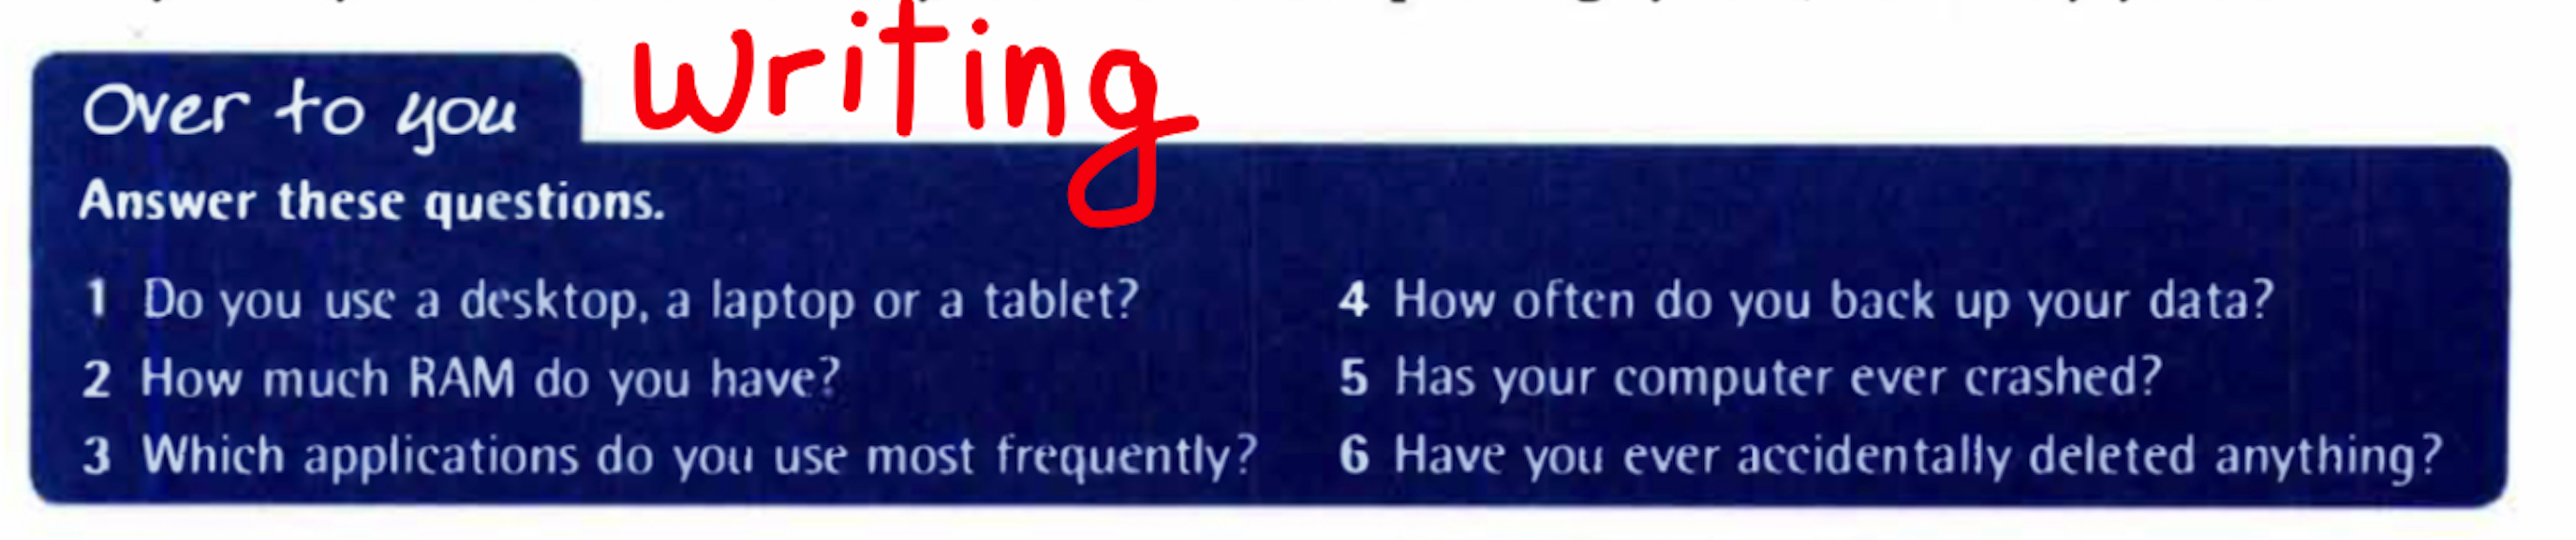 writing
Over to you
Answer these questions.
1 Do you use a desktop, a laptop or a tablet?
2 How much RAM do you have?
3 Which applications do you use most frequently?
4 How often do you back up your data?
5 Has your computer ever crashed?
6 Have you ever accidentally deleted anything?